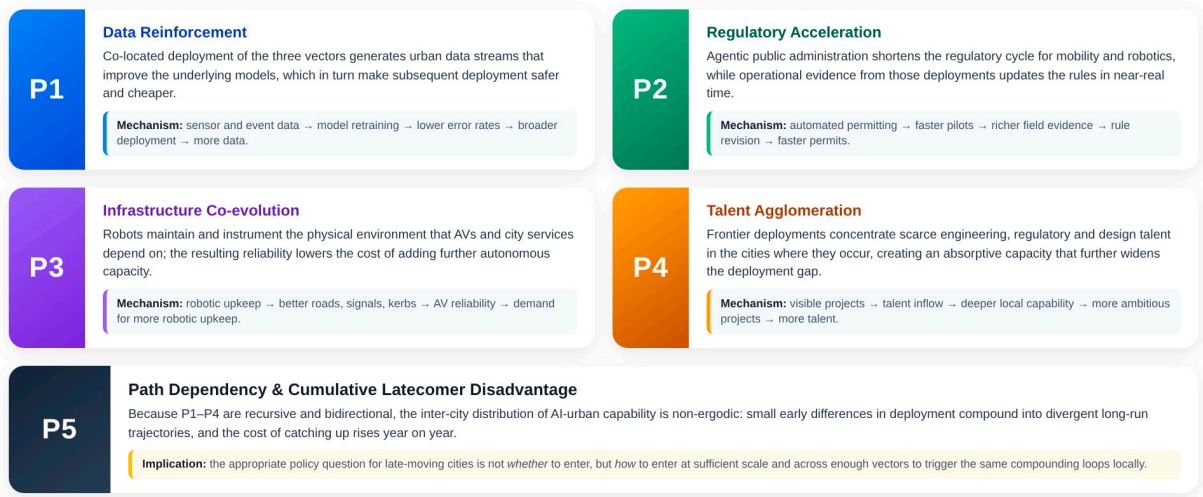 P1
Data Reinforcement
Co-located deployment of the three vectors generates urban data streams that
improve the underlying models, which in turn make subsequent deployment safer
and cheaper.
Mechanism: sensor and event data → model retraining → lower error rates → broader
deployment → more data.
P2
Regulatory Acceleration
Agentic public administration shortens the regulatory cycle for mobility and robotics,
while operational evidence from those deployments updates the rules in near-real
time.
Mechanism: automated permitting → faster pilots → richer field evidence → rule
revision → faster permits.
P3
Infrastructure Co-evolution
Robots maintain and instrument the physical environment that AVs and city services
depend on; the resulting reliability lowers the cost of adding further autonomous
capacity.
Mechanism: robotic upkeep → better roads, signals, kerbs → AV reliability → demand
for more robotic upkeep.
P4
Talent Agglomeration
Frontier deployments concentrate scarce engineering, regulatory and design talent
in the cities where they occur, creating an absorptive capacity that further widens
the deployment gap.
Mechanism: visible projects → talent inflow → deeper local capability → more ambitious
projects → more talent.
P5
Path Dependency & Cumulative Latecomer Disadvantage
Because P1–P4 are recursive and bidirectional, the inter-city distribution of AI-urban capability is non-ergodic: small early differences in deployment compound into divergent long-run
trajectories, and the cost of catching up rises year on year.
Implication: the appropriate policy question for late-moving cities is not whether to enter, but how to enter at sufficient scale and across enough vectors to trigger the same compounding loops locally.